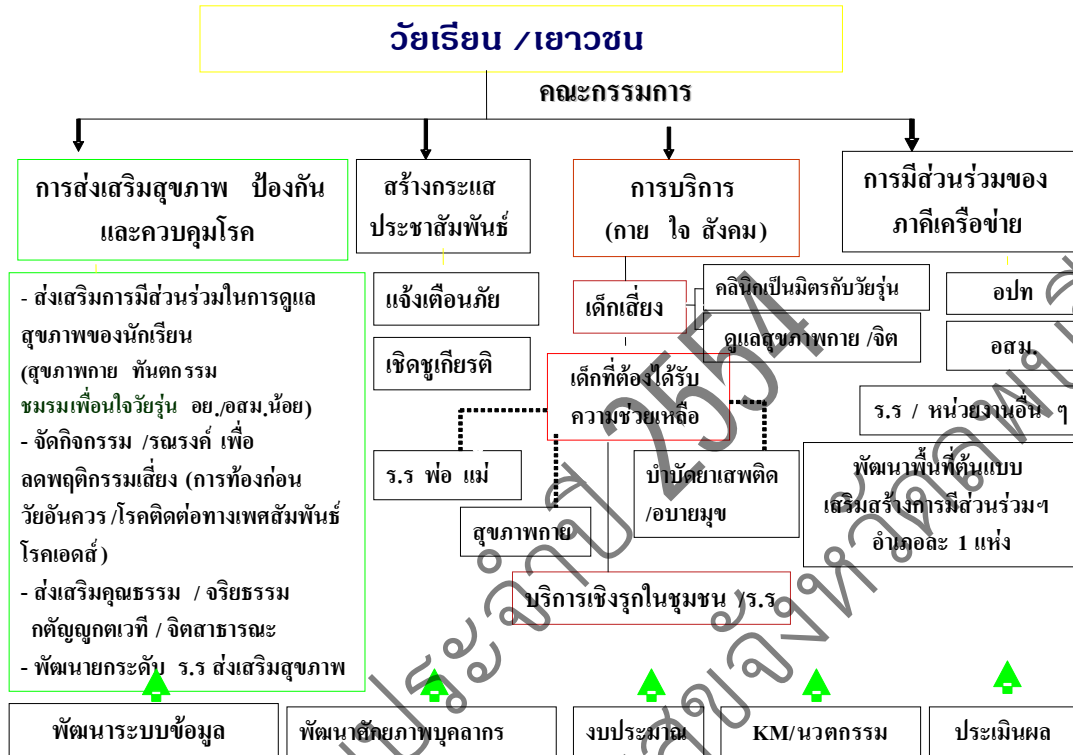 วัยเรียน /เยาวชน
คณะกรรมการ
การส่งเสริมสุขภาพ ป้องกัน
และควบคุมโรค
สร้างกระแส
ประชาสัมพันธ์
การบริการ
(กาย ใจ สังคม)
การมีส่วนร่วมของ
ภาคีเครือข่าย
- ส่งเสริมการมีส่วนร่วมในการดูแล
สุขภาพของนักเรียน
(สุขภาพกาย ทันตกรรม
ชมรมเพื่อนใจวัยรุ่น อย./อสม.น้อย)
- จัดกิจกรรม /รณรงค์ เพื่อ
ลดพฤติกรรมเสี่ยง (การท้องก่อน
วัยอันควร /โรคติดต่อทางเพศสัมพันธ์
โรคเอดส์)
- ส่งเสริมคุณธรรม / จริยธรรม
กตัญญูกตเวที / จิตสาธารณะ
- พัฒนายกระดับ ร.ร ส่งเสริมสุขภาพ
แจ้งเตือนภัย
เชิดชูเกียรติ
เด็กเสี่ยง
คลินิกเป็นมิตรกับวัยรุ่น
ดูแลสุขภาพกาย /จิต
เด็กที่ต้องได้รับ
ความช่วยเหลือ
ร.ร พ่อ แม่
สุขภาพกาย
บำบัดยาเสพติด
/อบายมุข
บริการเชิงรุกในชุมชน /ร.ร
อปท
อสม.
ร.ร / หน่วยงานอื่น ๆ
พัฒนาพื้นที่ต้นแบบ
เสริมสร้างการมีส่วนร่วมฯ
อำเภอละ 1 แห่ง
พัฒนาระบบข้อมูล
พัฒนาศักยภาพบุคลากร
งบประมาณ
KM/นวตกรรม
ประเมินผล
ประจำปี 2554